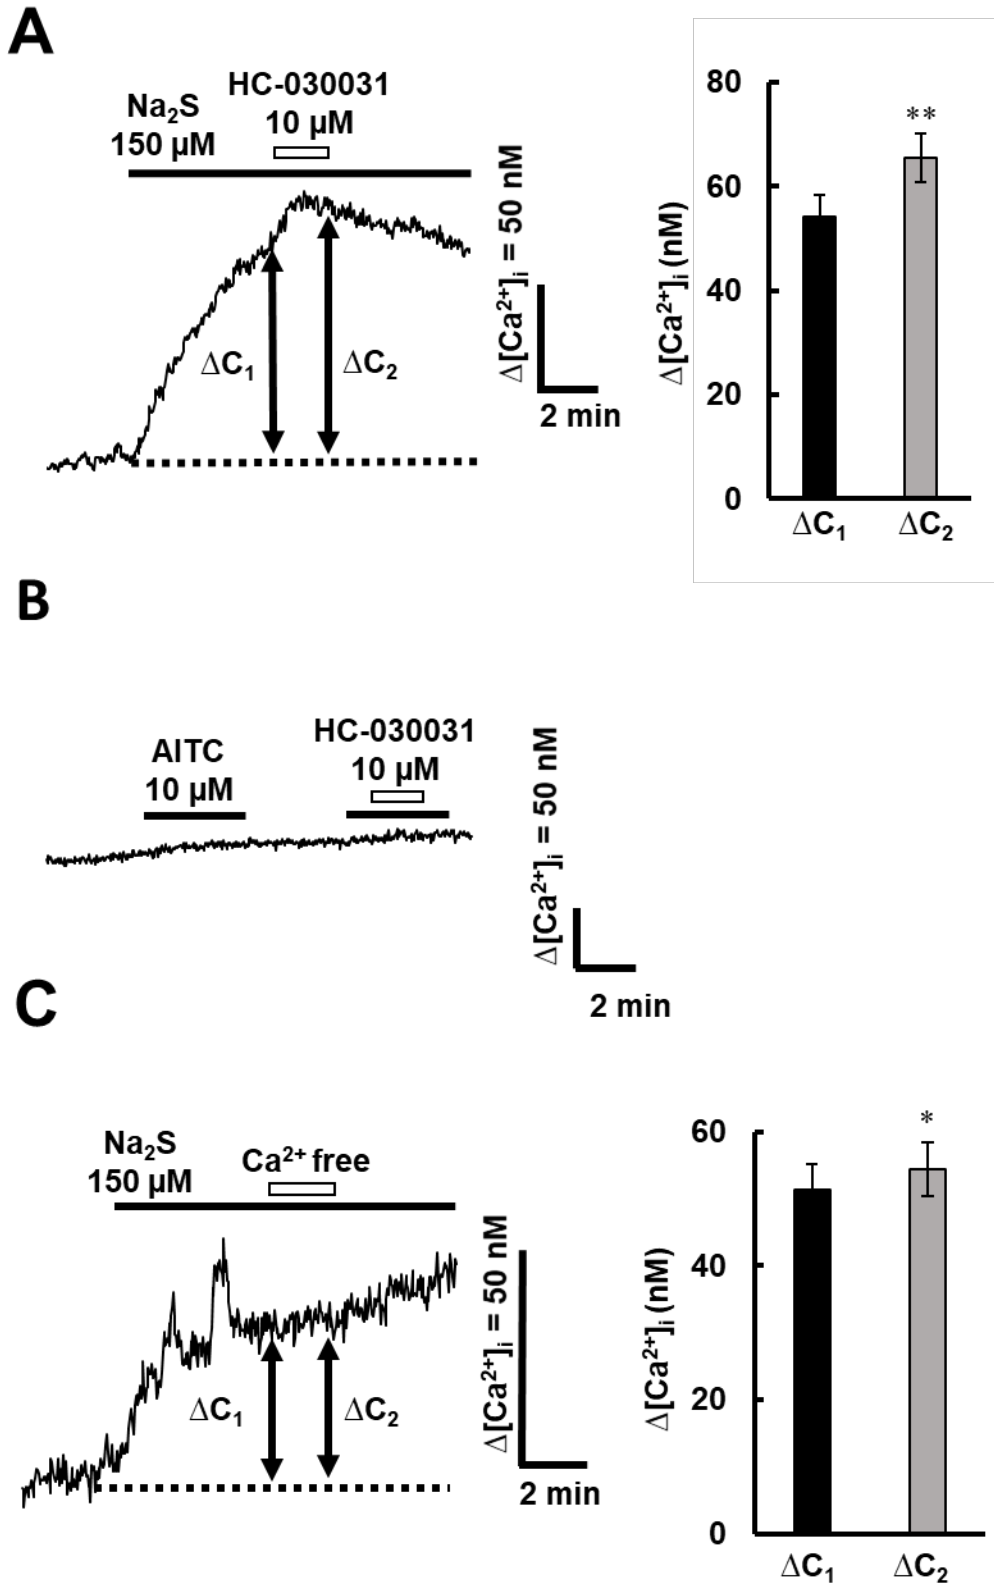 A
Na₂S
150 µM
HC-030031
10 µM
ΔC₁
ΔC₂
Δ[Ca²⁺]ᵢ = 50 nM
2 min
Δ[Ca²⁺]ᵢ (nM)
80
60
40
20
0
**
ΔC₁
ΔC₂
B
AITC
10 µM
HC-030031
10 µM
Δ[Ca²⁺]ᵢ = 50 nM
2 min
C
Na₂S
150 µM
Ca²⁺ free
ΔC₁
ΔC₂
Δ[Ca²⁺]ᵢ = 50 nM
2 min
Δ[Ca²⁺]ᵢ (nM)
60
40
20
0
*
ΔC₁
ΔC₂